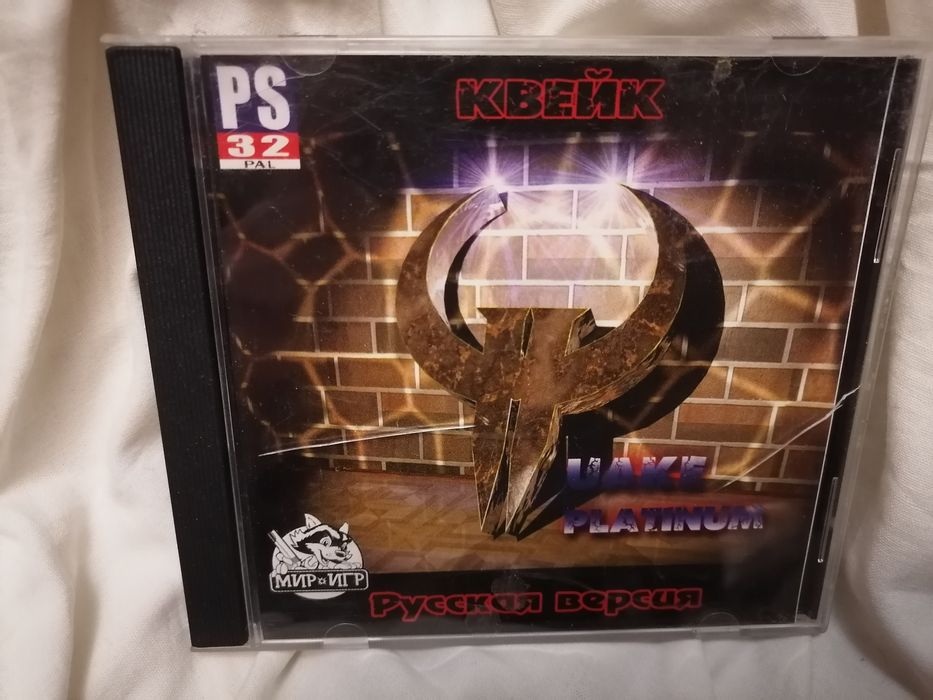 PS
КВЕЙК
32
PAL
UAKE
PLATINUM
МИР ИГР
Русская версия